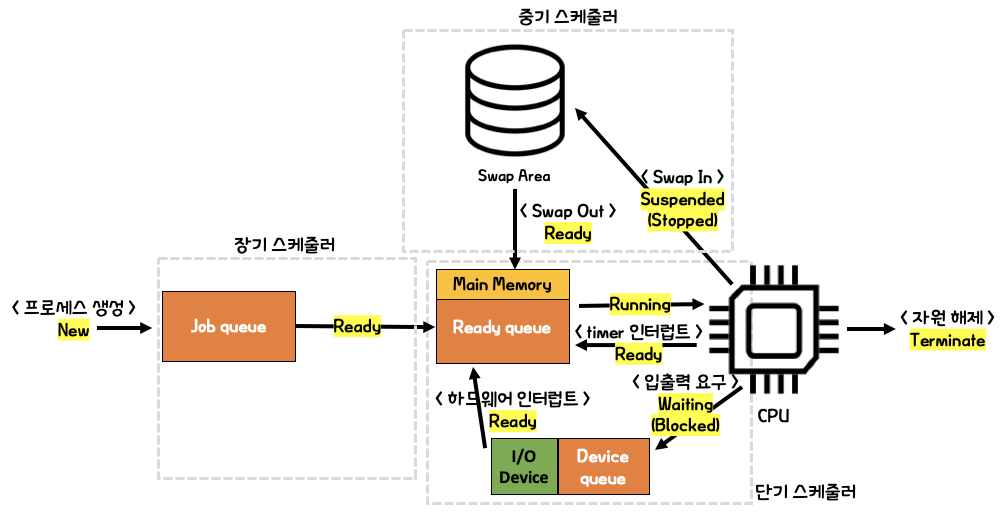 중기 스케줄러
Swap Area
< Swap In >
Suspended
(Stopped)
< Swap Out >
Ready
장기 스케줄러
< 프로세스 생성 >
New
Job queue
Ready
Main Memory
Ready queue
Running
< timer 인터럽트 >
Ready
< 자원 해제 >
Terminate
< 입출력 요구 >
Waiting
(Blocked)
CPU
< 하드웨어 인터럽트 >
Ready
I/O
Device
Device
queue
단기 스케줄러